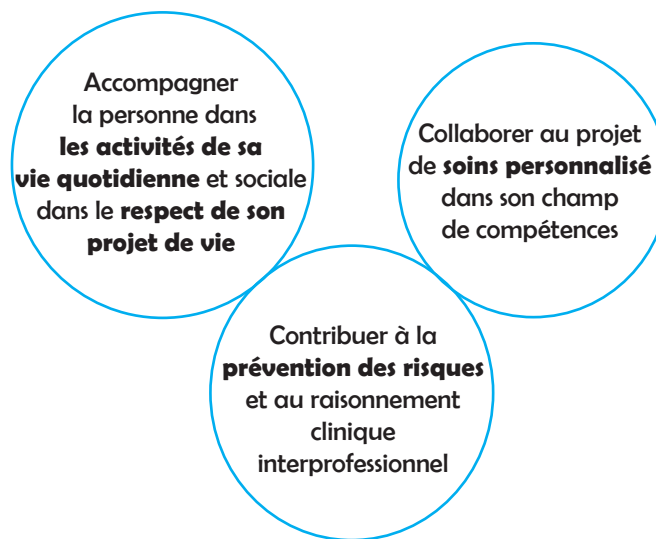 Accompagner
la personne dans
les activités de sa
vie quotidienne et sociale
dans le respect de son
projet de vie
Collaborer au projet
de soins personnalisé
dans son champ
de compétences
Contribuer à la
prévention des risques
et au raisonnement
clinique
interprofessionnel